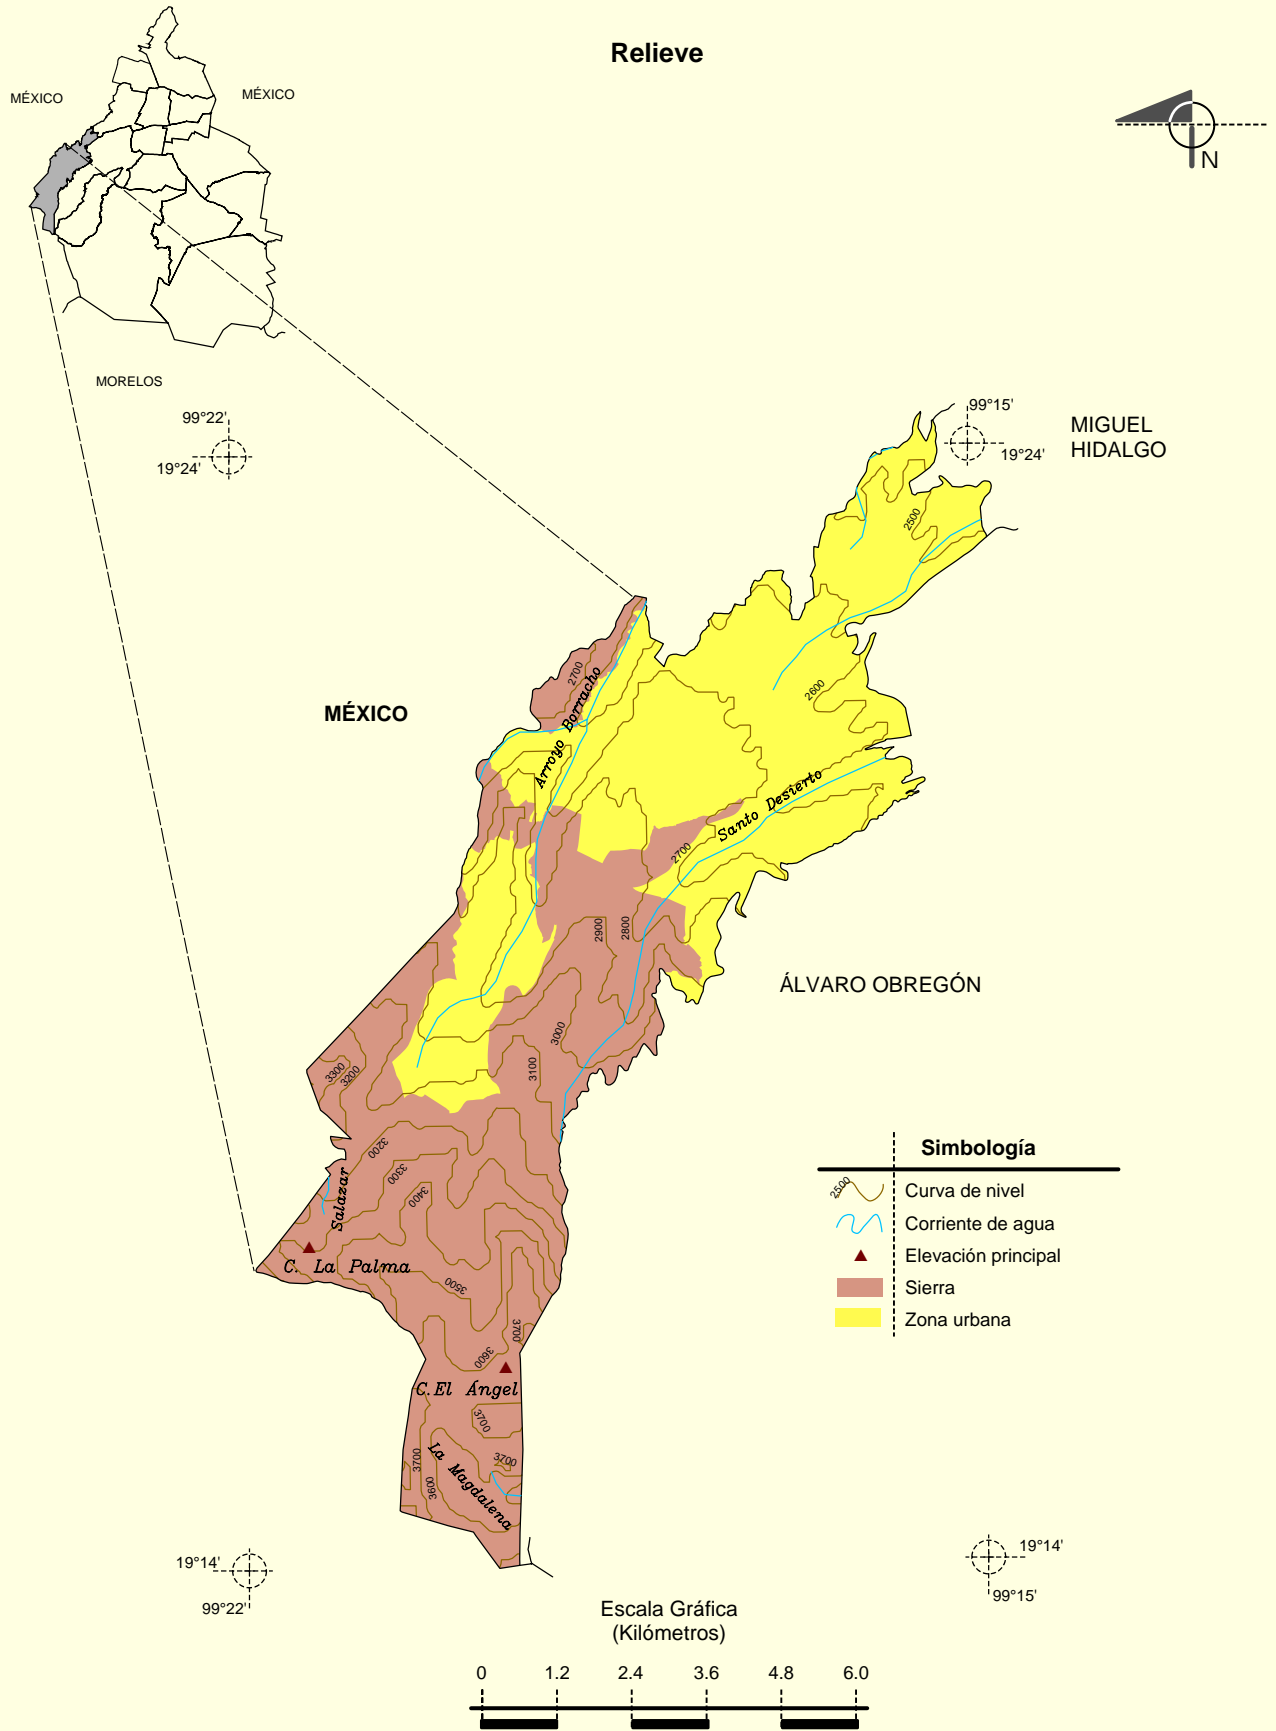 Relieve
MÉXICO
MÉXICO
N
MORELOS
99°22'
19°24'
99°15'
19°24'
MIGUEL
HIDALGO
2500
2700
2600
MÉXICO
Arroyo Borracho
Santo Desierto
2700
2900
2800
ÁLVARO OBREGÓN
3000
3100
3300
3200
3200
3300
3400
Salazar
C. La Palma
3500
3700
3600
C.El Ángel
3700
3700
3700
3600
La Magdalena
Simbología
2500
Curva de nivel
Corriente de agua
Elevación principal
Sierra
Zona urbana
19°14'
99°22'
19°14'
99°15'
Escala Gráfica
(Kilómetros)
0 1.2 2.4 3.6 4.8 6.0